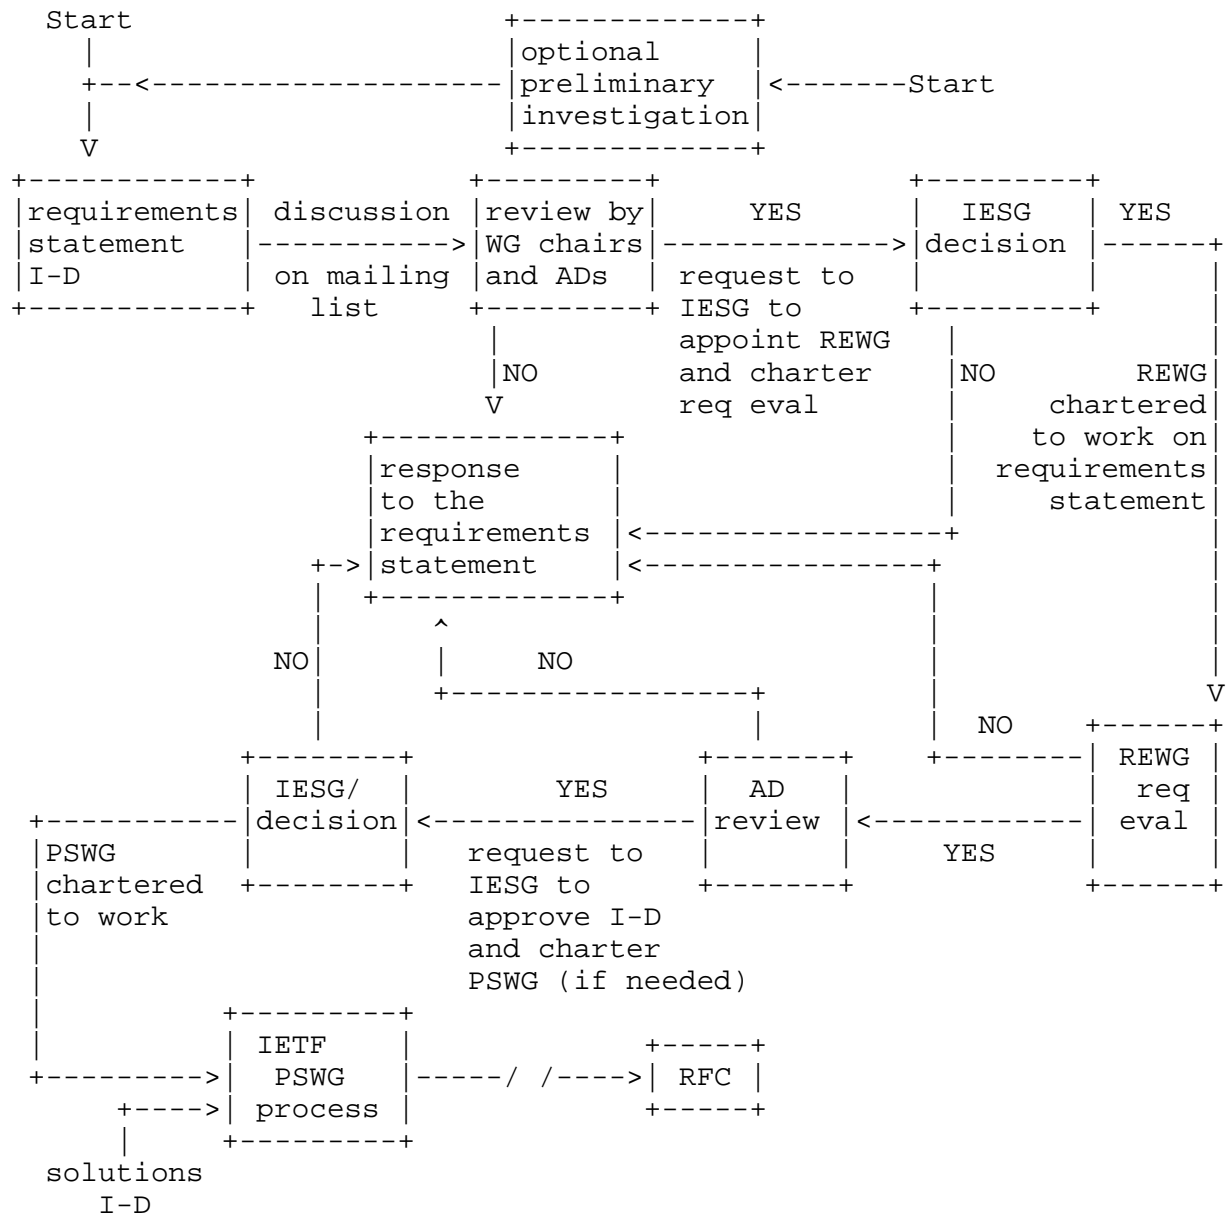 Start
optional
preliminary
investigation
Start
requirements
statement
I-D
discussion
on mailing
list
review by
WG chairs
and ADs
YES
request to
IESG to
appoint REWG
and charter
req eval
IESG
decision
YES
NO
NO
REWG
chartered
to work on
requirements
statement
response
to the
requirements
statement
NO
NO
NO
REWG
req
eval
YES
AD
review
YES
request to
IESG to
approve I-D
and charter
PSWG (if needed)
IESG/
decision
PSWG
chartered
to work
IETF
PSWG
process
RFC
solutions
I-D